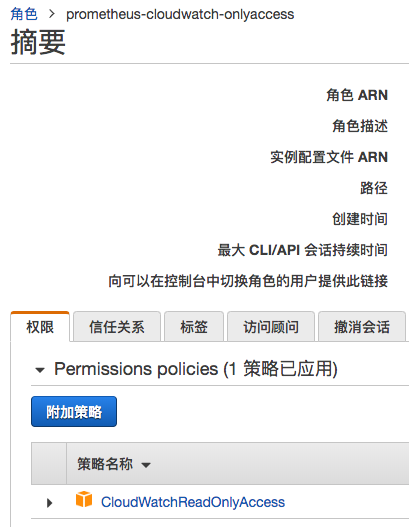 角色 > prometheus-cloudwatch-onlyaccess
摘要
角色 ARN
角色描述
实例配置文件 ARN
路径
创建时间
最大 CLI/API 会话持续时间
向可以在控制台中切换角色的用户提供此链接
权限 信任关系 标签 访问顾问 撤消会话
Permissions policies (1 策略已应用)
附加策略
策略名称
CloudWatchReadOnlyAccess